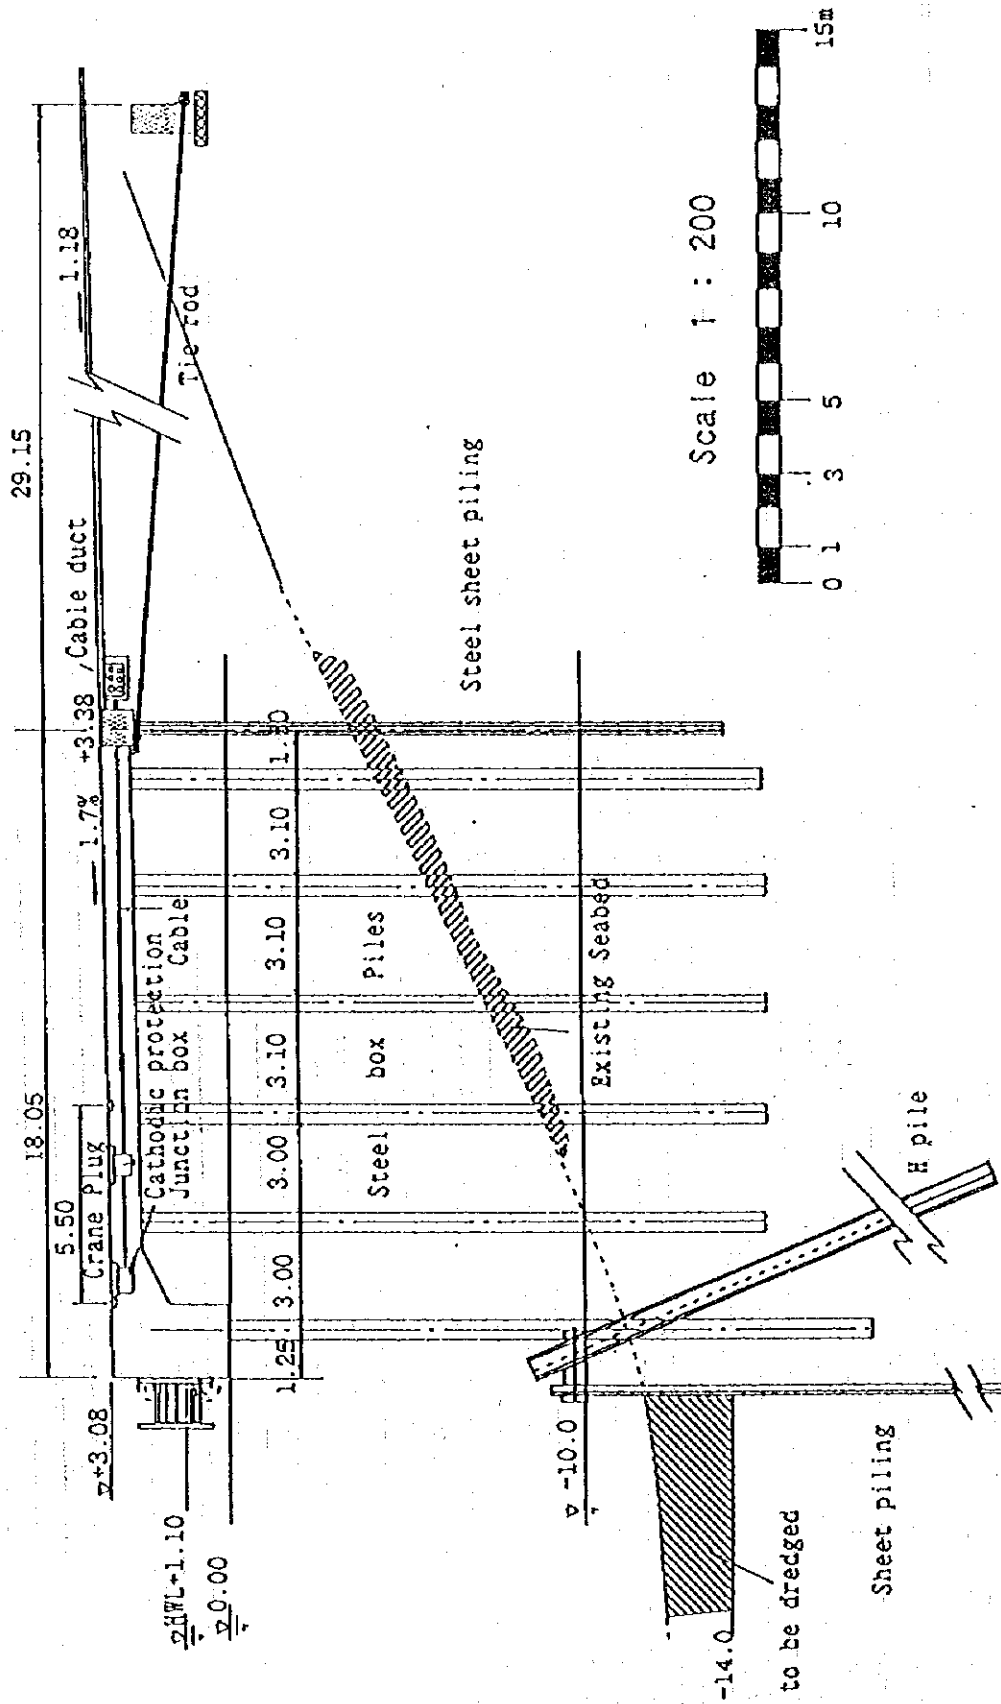 18.05
29.15
5.50
Crane Plug
1.7%
+3.38
Cable duct
1.18
▽+3.08
Cathodic protection
Junction box
Cable
Tie rod
▽HWL+1.10
▽0.00
1.25
3.00
3.00
3.10
3.10
3.10
Steel box Piles
Steel sheet piling
▽ -10.0
Existing Seabed
-14.0
to be dredged
Sheet piling
H pile
Scale 1 : 200
0 1 3 5 10 15m